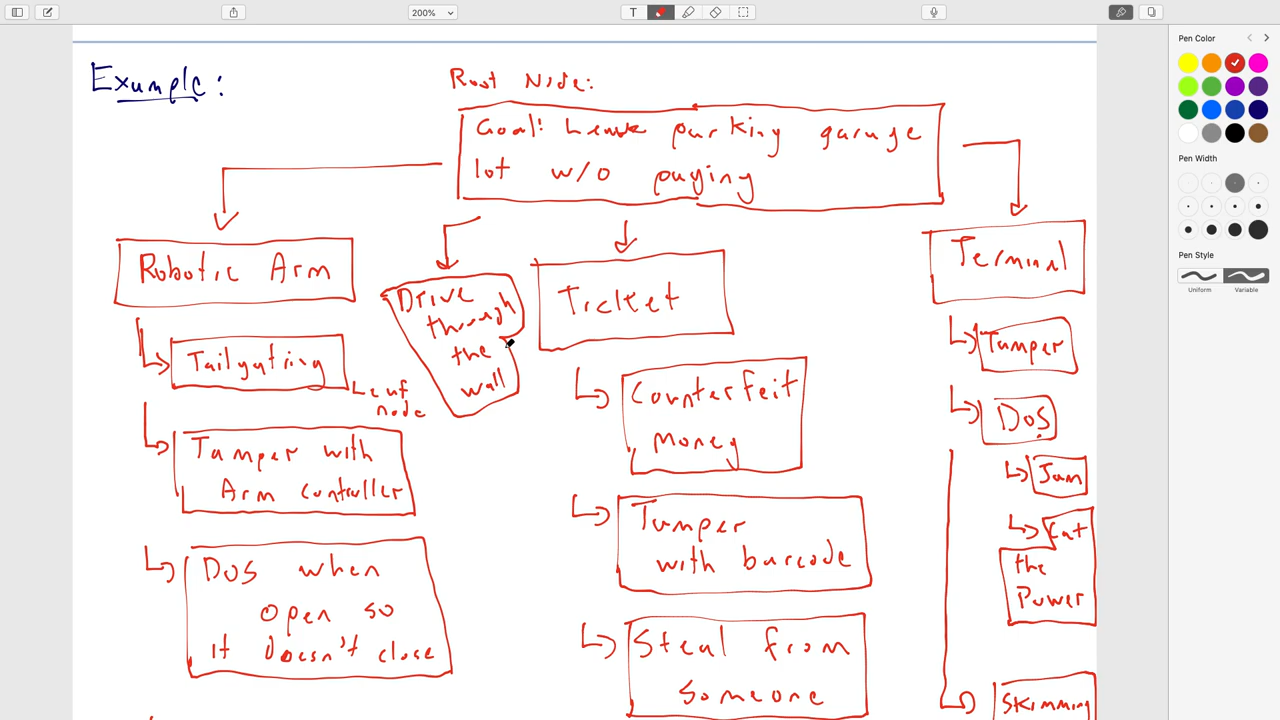 200%
T
Pen Color
Pen Width
Pen Style
Uniform
Variable
Example:
Root Node:
Goal: Leave parking garage
lot w/o paying
Robotic Arm
Tailgating
Leaf
node
Tamper with
Arm controller
DOS when
open so
it doesn't close
Drive
through
the
wall
Ticket
Counterfeit
Money
Tamper
with barcode
Steal from
Someone
Terminal
Tamper
DoS
Jam
the
Power
Skimming